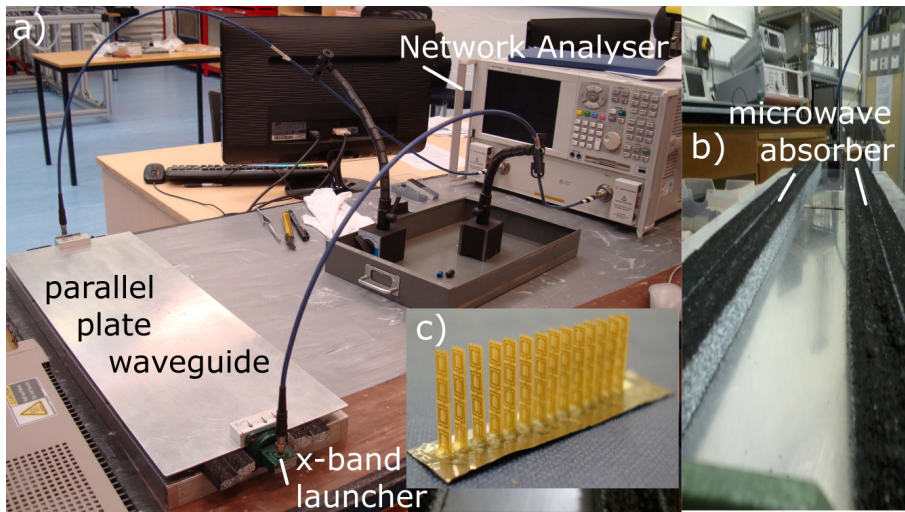 a)
Network Analyser
parallel
plate
waveguide
x-band
launcher
c)
b)
microwave
absorber